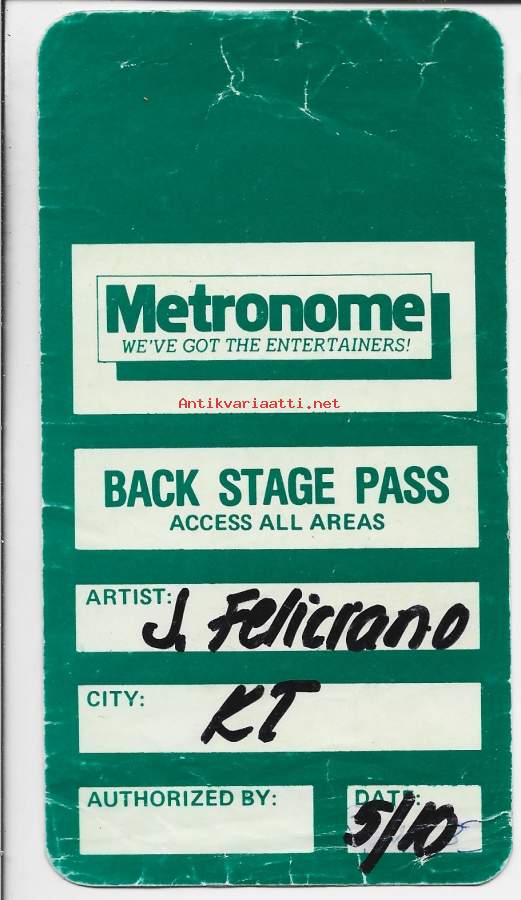 Metronome
WE'VE GOT THE ENTERTAINERS!
Antikvariaatti.net
BACK STAGE PASS
ACCESS ALL AREAS
ARTIST: J. Feliciano
CITY: KT
AUTHORIZED BY:
DATE: 5/10